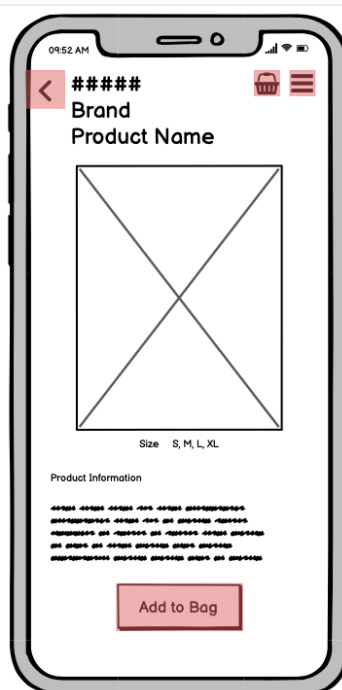 09:52 AM
#####
Brand
Product Name
Size S, M, L, XL
Product Information
Add to Bag